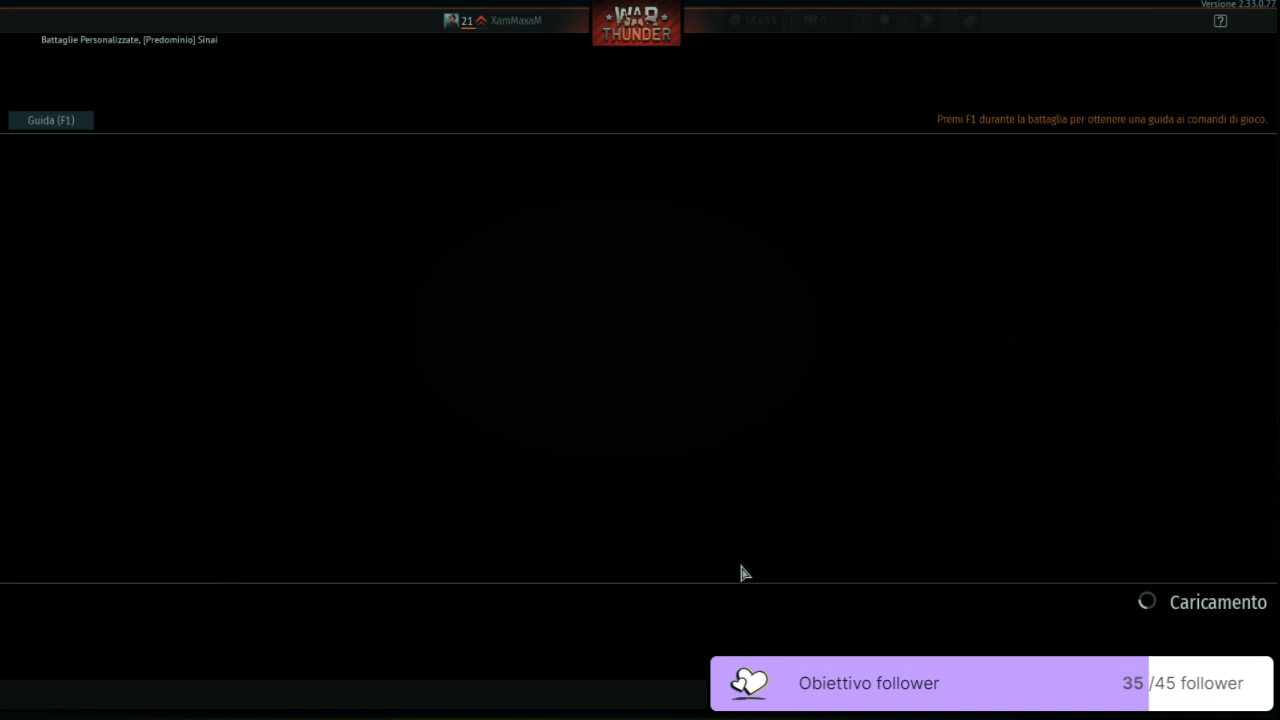 Versione 2.33.0.77
21 XamMaxaM
WAR
THUNDER
?
Battaglie Personalizzate, [Predominio] Sinai
Guida (F1)
Premi F1 durante la battaglia per ottenere una guida ai comandi di gioco.
Caricamento
Obiettivo follower
35 /45 follower